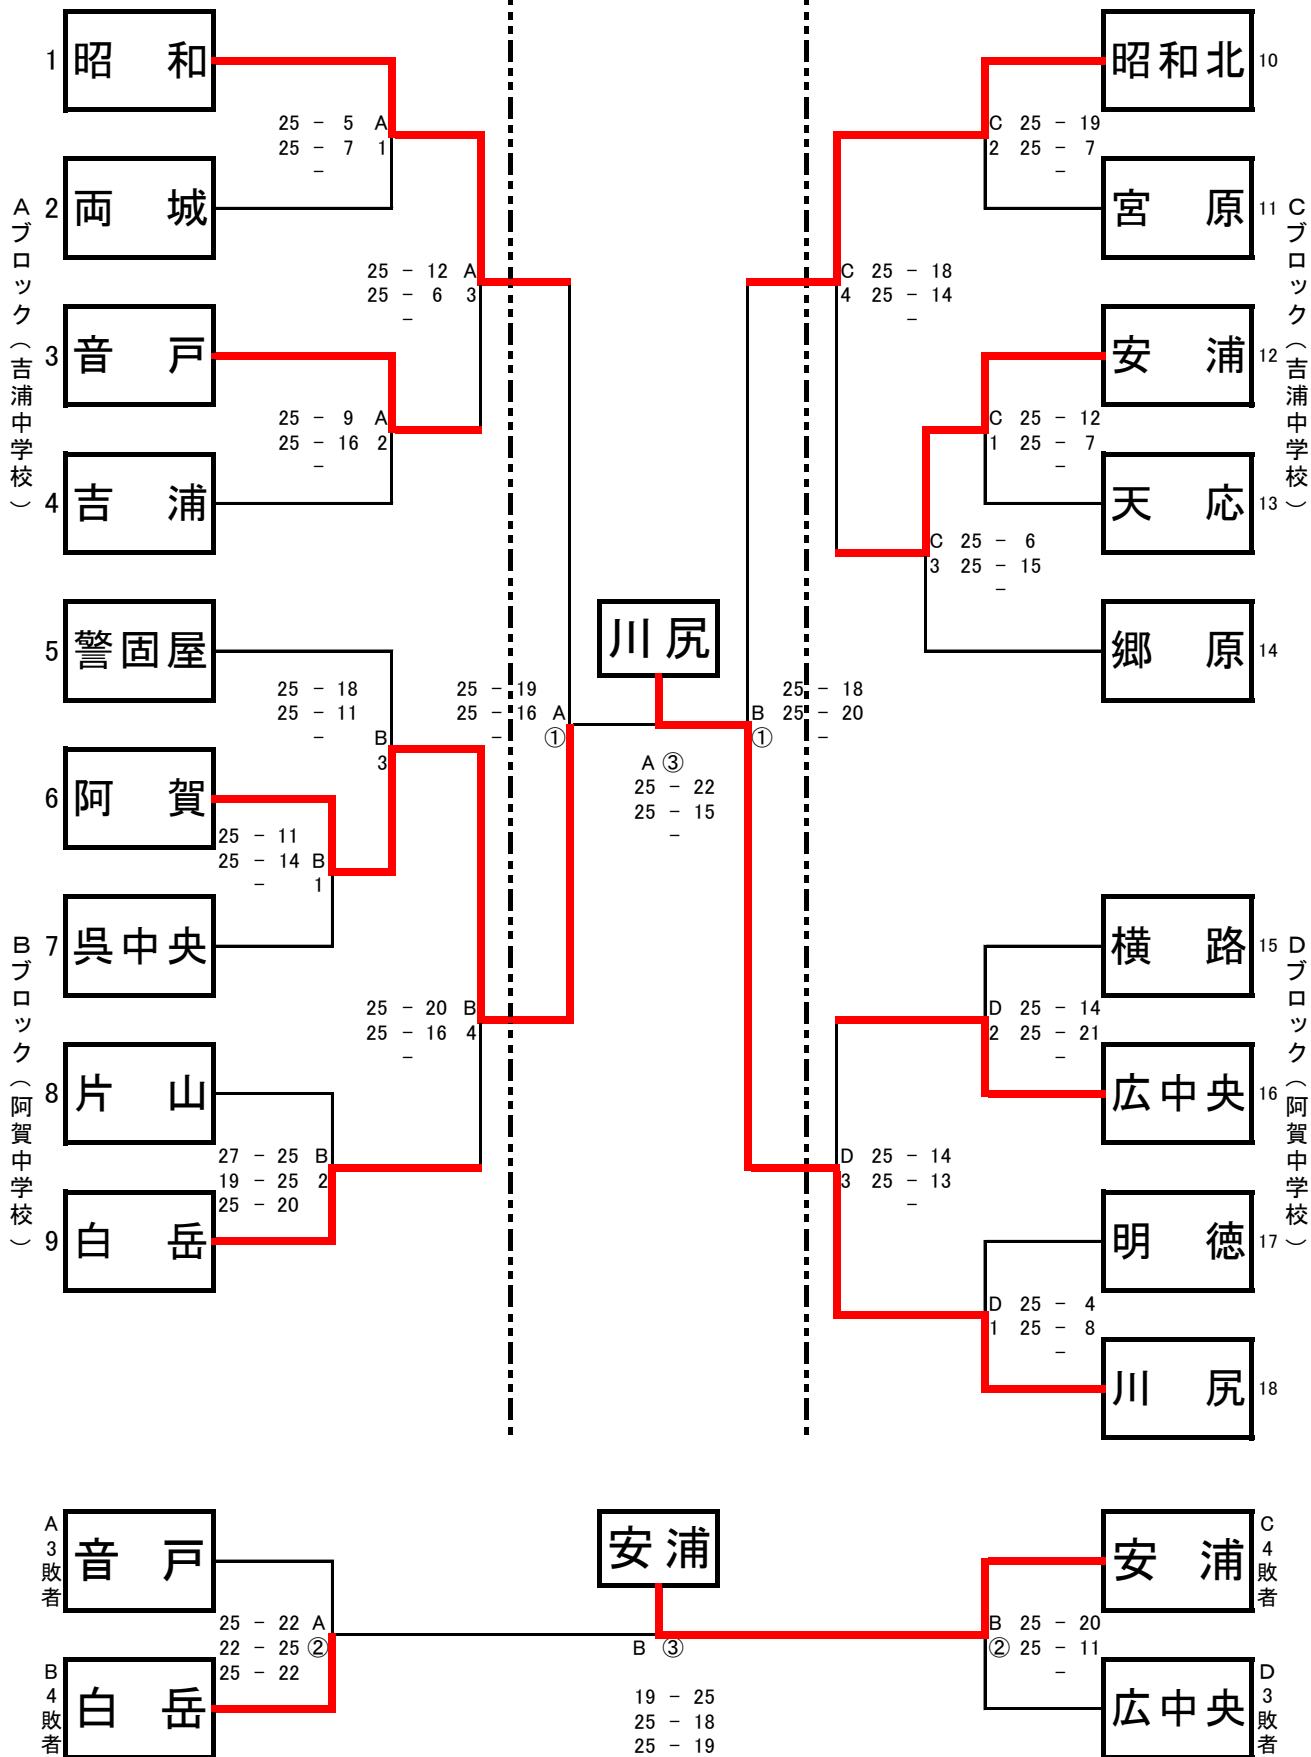 1 昭和
25 - 5 A
25 - 7 1
-
2 両城
Aブロック（吉浦中学校）
25 - 12 A
25 - 6 3
-
3 音戸
25 - 9 A
25 - 16 2
-
4 吉浦
5 警固屋
25 - 18
25 - 11
- B
3
25 - 19
25 - 16 A
- ①
6 阿賀
25 - 11
25 - 14 B
- 1
7 呉中央
Bブロック（阿賀中学校）
25 - 20 B
25 - 16 4
-
8 片山
27 - 25 B
19 - 25 2
25 - 20
9 白岳
川尻
A ③
25 - 22
25 - 15
-
昭和北 10
C 25 - 19
2 25 - 7
-
宮原 11
Cブロック（吉浦中学校）
C 25 - 18
4 25 - 14
-
安浦 12
C 25 - 12
1 25 - 7
-
天応 13
C 25 - 6
3 25 - 15
-
郷原 14
25 - 18
B 25 - 20
① -
横路 15
Dブロック（阿賀中学校）
D 25 - 14
2 25 - 21
-
広中央 16
D 25 - 14
3 25 - 13
-
明徳 17
D 25 - 4
1 25 - 8
-
川尻 18
A3敗者
音戸
25 - 22 A
22 - 25 ②
25 - 22
B4敗者
白岳
安浦
B ③
19 - 25
25 - 18
25 - 19
安浦
C4敗者
B 25 - 20
② 25 - 11
-
広中央
D3敗者